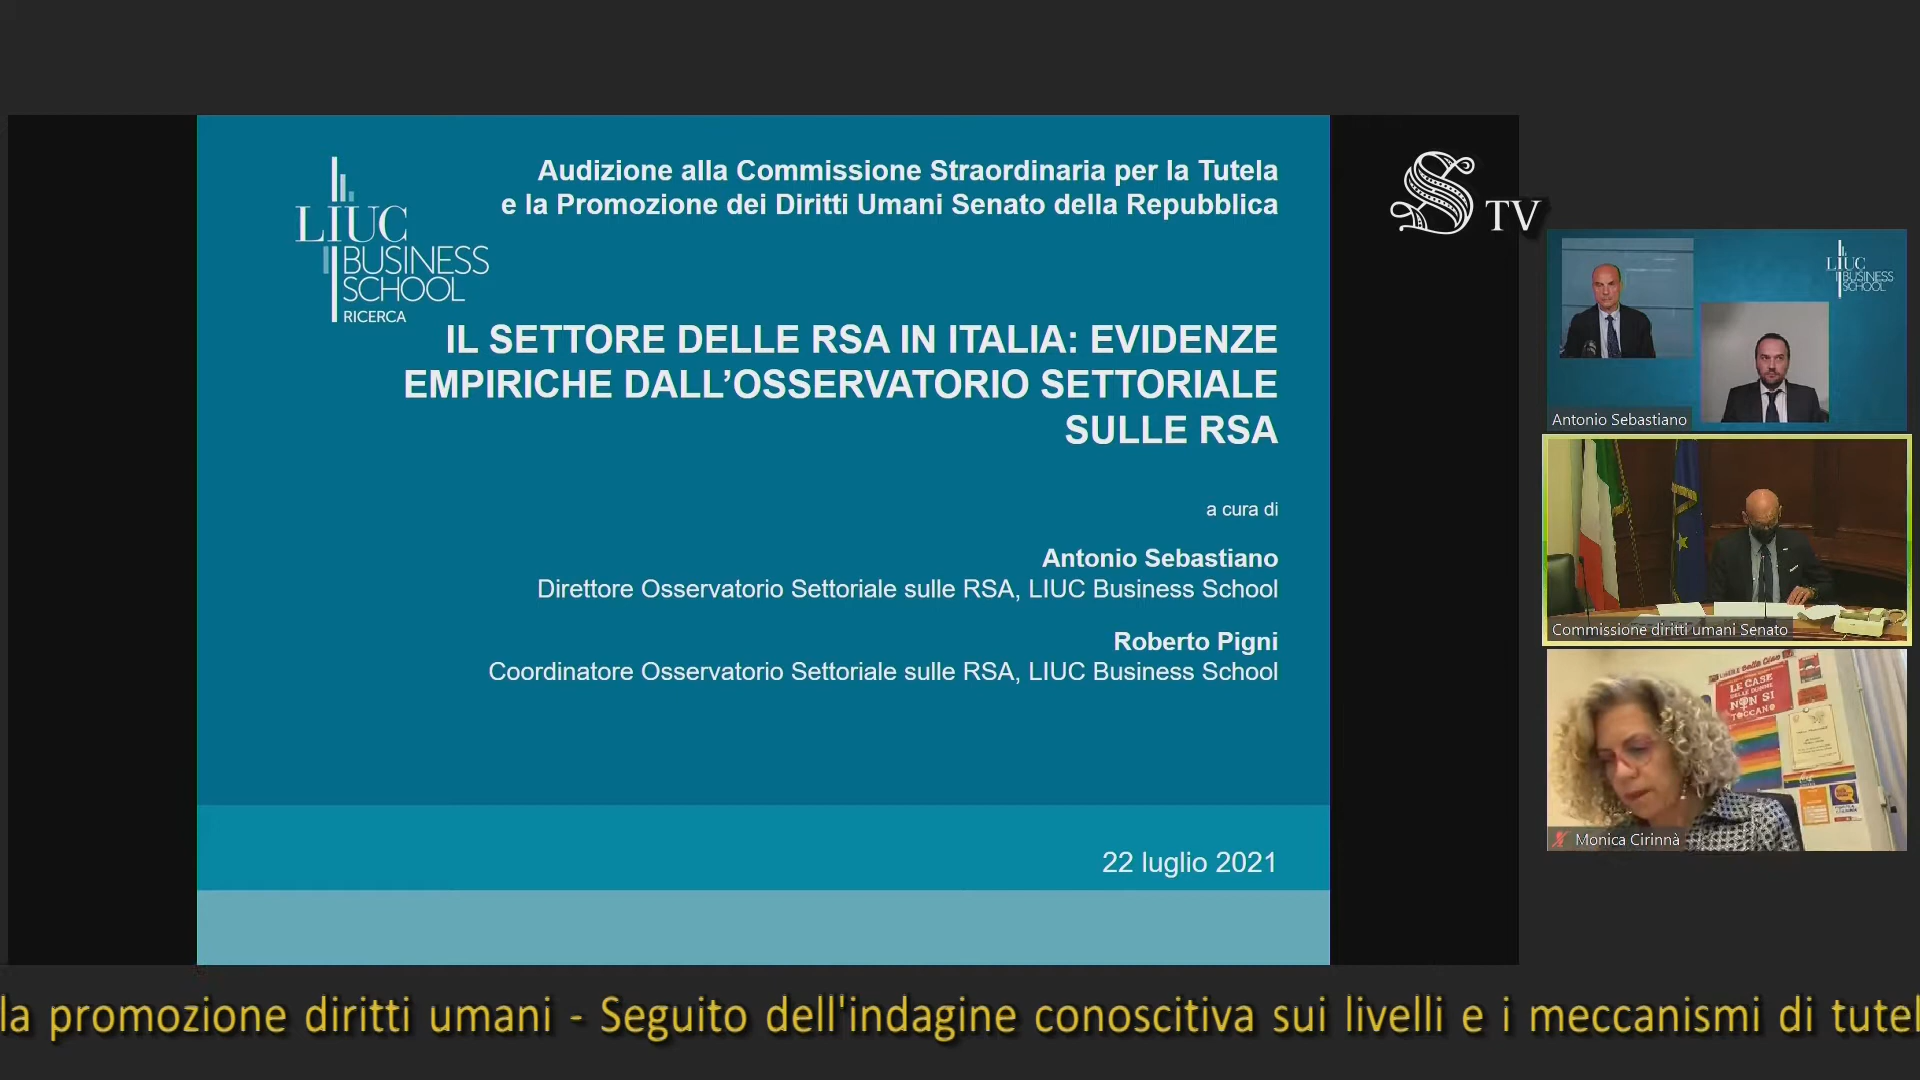 Audizione alla Commissione Straordinaria per la Tutela
e la Promozione dei Diritti Umani Senato della Repubblica
LIUC
BUSINESS
SCHOOL
RICERCA
IL SETTORE DELLE RSA IN ITALIA: EVIDENZE
EMPIRICHE DALL’OSSERVATORIO SETTORIALE
SULLE RSA
a cura di
Antonio Sebastiano
Direttore Osservatorio Settoriale sulle RSA, LIUC Business School
Roberto Pigni
Coordinatore Osservatorio Settoriale sulle RSA, LIUC Business School
22 luglio 2021
S TV
LIUC
BUSINESS
SCHOOL
Antonio Sebastiano
Commissione diritti umani Senato
LE CASE
DELLE DONNE
NON SI
TOCCANO
Monica Cirinnà
la promozione diritti umani - Seguito dell'indagine conoscitiva sui livelli e i meccanismi di tutel